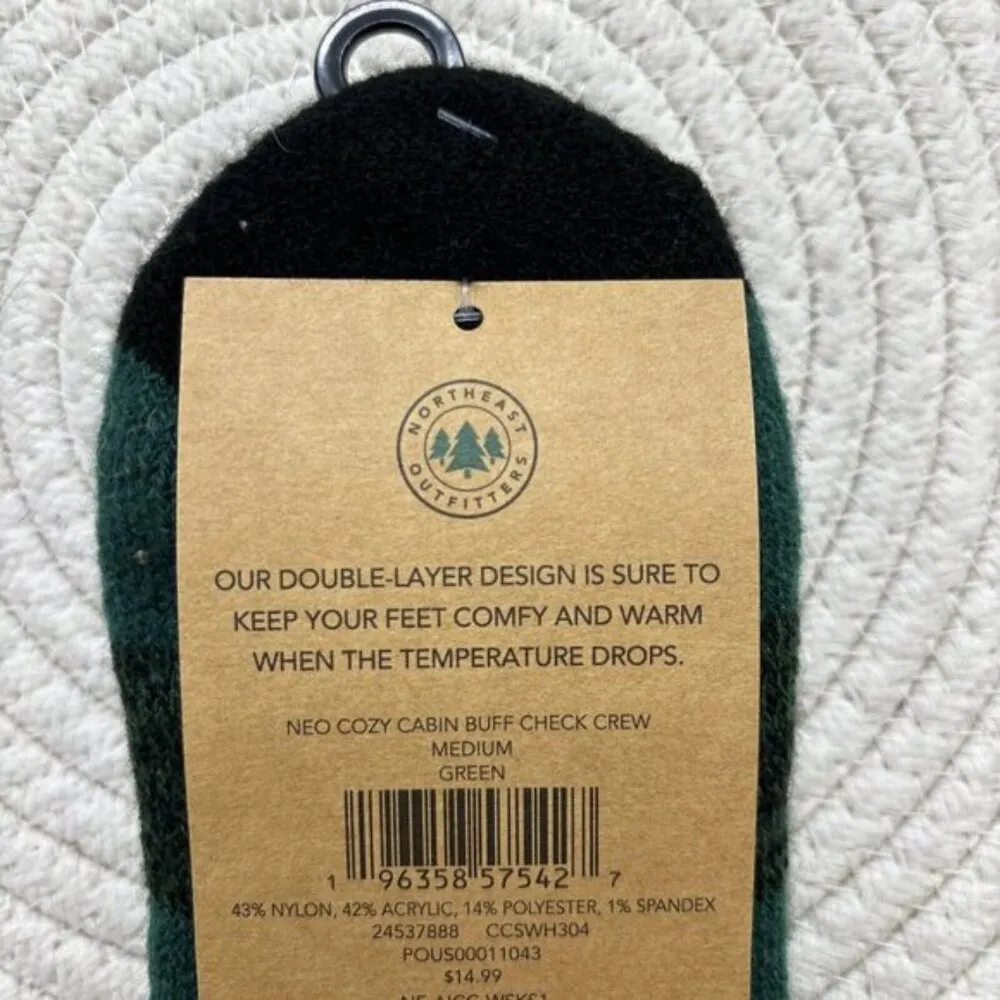 NORTHEAST
OUTFITTERS
OUR DOUBLE-LAYER DESIGN IS SURE TO
KEEP YOUR FEET COMFY AND WARM
WHEN THE TEMPERATURE DROPS.
NEO COZY CABIN BUFF CHECK CREW
MEDIUM
GREEN
1 96358 57542 7
43% NYLON, 42% ACRYLIC, 14% POLYESTER, 1% SPANDEX
24537888 CCSWH304
POUS00011043
$14.99